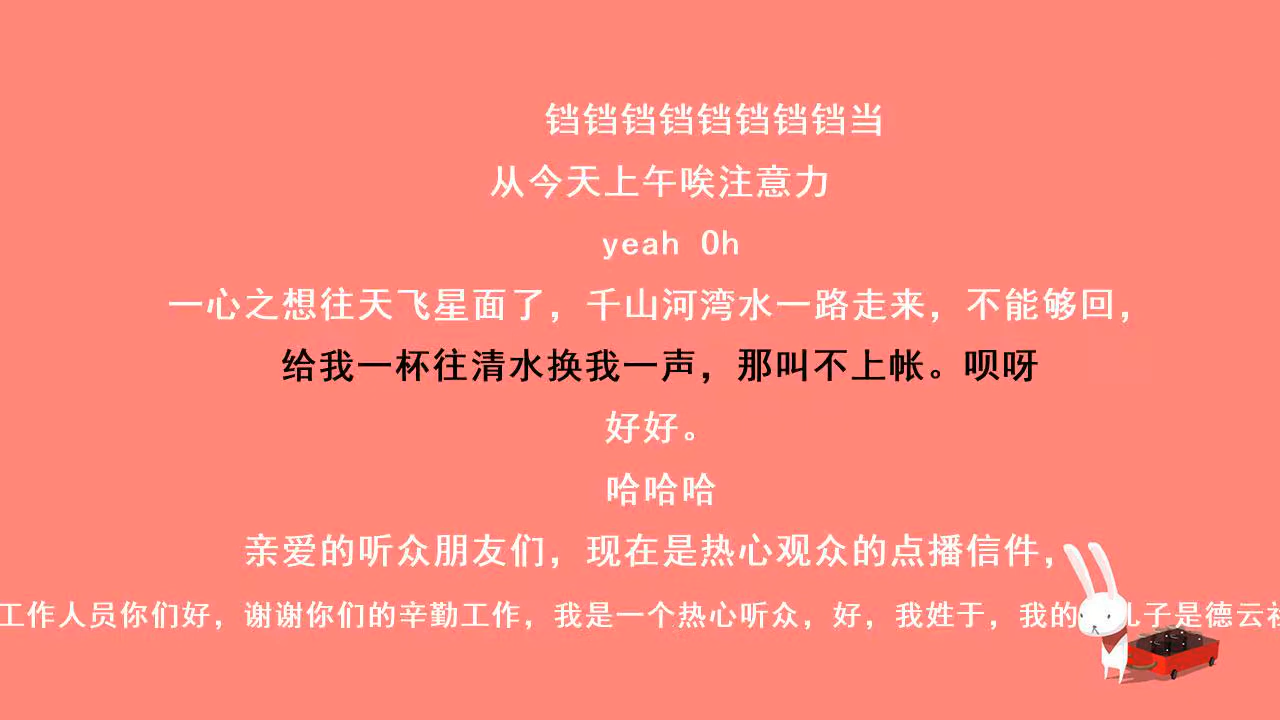 铛铛铛铛铛铛铛铛当
从今天上午唉注意力
yeah Oh
一心之想往天飞星面了，千山河湾水一路走来，不能够回，
给我一杯往清水换我一声，那叫不上帐。呗呀
好好。
哈哈哈
亲爱的听众朋友们，现在是热心观众的点播信件，
工作人员你们好，谢谢你们的辛勤工作，我是一个热心听众，好，我姓于，我的 儿子是德云社